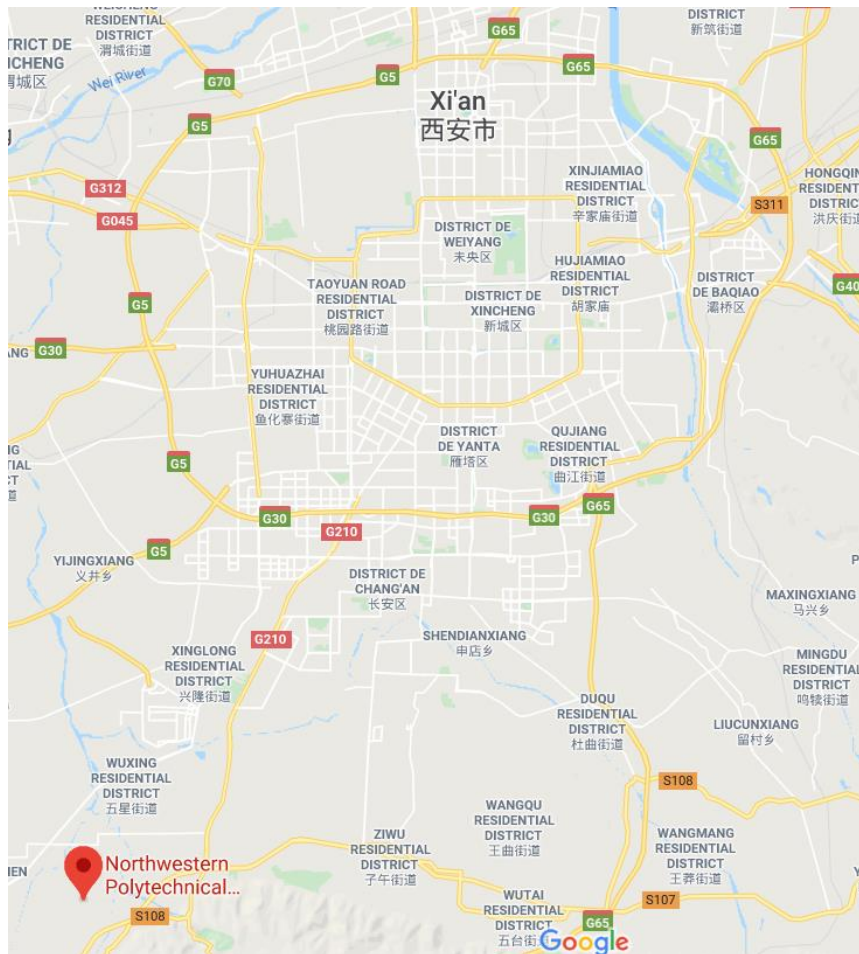 RESIDENTIAL
DISTRICT
渭城街道
DISTRICT
新筑街道
G65
TRICT DE
ICHENG
渭城区
Wei River
G70
G5
G65
Xi'an
西安市
G5
G65
G312
G045
XINJIAMIAO
RESIDENTIAL
DISTRICT
辛家庙街道
HONGQIN
RESIDENT
DISTRIC
洪庆街道
S311
DISTRICT DE
WEIYANG
未央区
HUJIAMIAO
RESIDENTIAL
DISTRICT
胡家庙
TAOYUAN ROAD
RESIDENTIAL
DISTRICT
桃园路街道
DISTRICT DE
XINCHENG
新城区
DISTRICT
DE BAQIAO
灞桥区
G40
G5
ANG
G30
YUHUAZHAI
RESIDENTIAL
DISTRICT
鱼化寨街道
DISTRICT
DE YANTA
雁塔区
QUJIANG
RESIDENTIAL
DISTRICT
曲江街道
NG
TIAL
CT
道
G5
G65
G30
G30
G210
G5
YIJINGXIANG
义井乡
DISTRICT DE
CHANG'AN
长安区
MAXINGXIANG
马兴乡
G210
SHENDIANXIANG
申店乡
XINGLONG
RESIDENTIAL
DISTRICT
兴隆街道
MINGDU
RESIDENTIAL
DISTRICT
鸣犊街道
DUQU
RESIDENTIAL
DISTRICT
杜曲街道
LIUCUNXIANG
留村乡
WUXING
RESIDENTIAL
DISTRICT
五星街道
S108
WANGQU
RESIDENTIAL
DISTRICT
王曲街道
ZIWU
RESIDENTIAL
DISTRICT
子午街道
WANGMANG
RESIDENTIAL
DISTRICT
王莽街道
HEN
Northwestern
Polytechnical...
S108
WUTAI
RESIDENTIAL
DISTRICT
五台街
S107
G65
Google